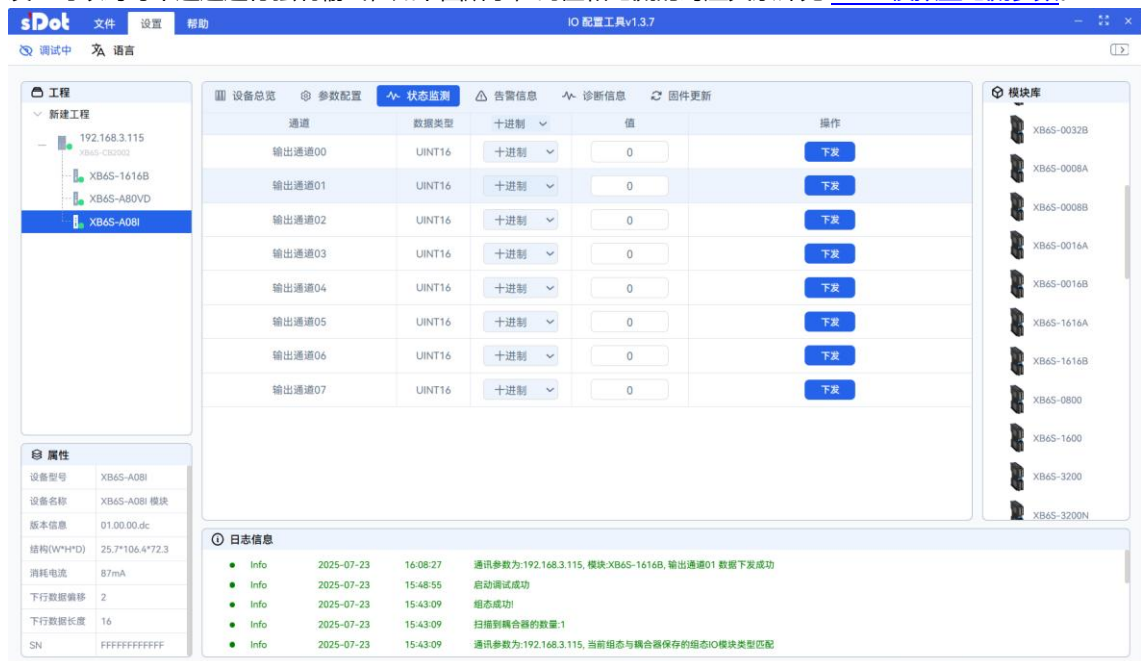 sDot 文件 设置 帮助 IO 配置工具v1.3.7
调试中 语言
工程
新建工程
192.168.3.115
XB6S-CB2002
XB6S-1616B
XB6S-A80VD
XB6S-A08I
设备总览 参数配置 状态监测 告警信息 诊断信息 固件更新
通道 数据类型 十进制 值 操作
输出通道00 UINT16 十进制 0 下发
输出通道01 UINT16 十进制 0 下发
输出通道02 UINT16 十进制 0 下发
输出通道03 UINT16 十进制 0 下发
输出通道04 UINT16 十进制 0 下发
输出通道05 UINT16 十进制 0 下发
输出通道06 UINT16 十进制 0 下发
输出通道07 UINT16 十进制 0 下发
模块库
XB6S-0032B
XB6S-0008A
XB6S-0008B
XB6S-0016A
XB6S-0016B
XB6S-1616A
XB6S-1616B
XB6S-0800
XB6S-1600
XB6S-3200
XB6S-3200N
属性
设备型号 XB6S-A08I
设备名称 XB6S-A08I 模块
版本信息 01.00.00.dc
结构(W*H*D) 25.7*106.4*72.3
消耗电流 87mA
下行数据偏移 2
下行数据长度 16
SN FFFFFFFFFFFF
日志信息
Info 2025-07-23 16:08:27 通讯参数为:192.168.3.115, 模块:XB6S-1616B, 输出通道01 数据下发成功
Info 2025-07-23 15:48:55 启动调试成功
Info 2025-07-23 15:43:09 组态成功!
Info 2025-07-23 15:43:09 扫描到耦合器的数量:1
Info 2025-07-23 15:43:09 通讯参数为:192.168.3.115, 当前组态与耦合器保存的组态IO模块类型匹配